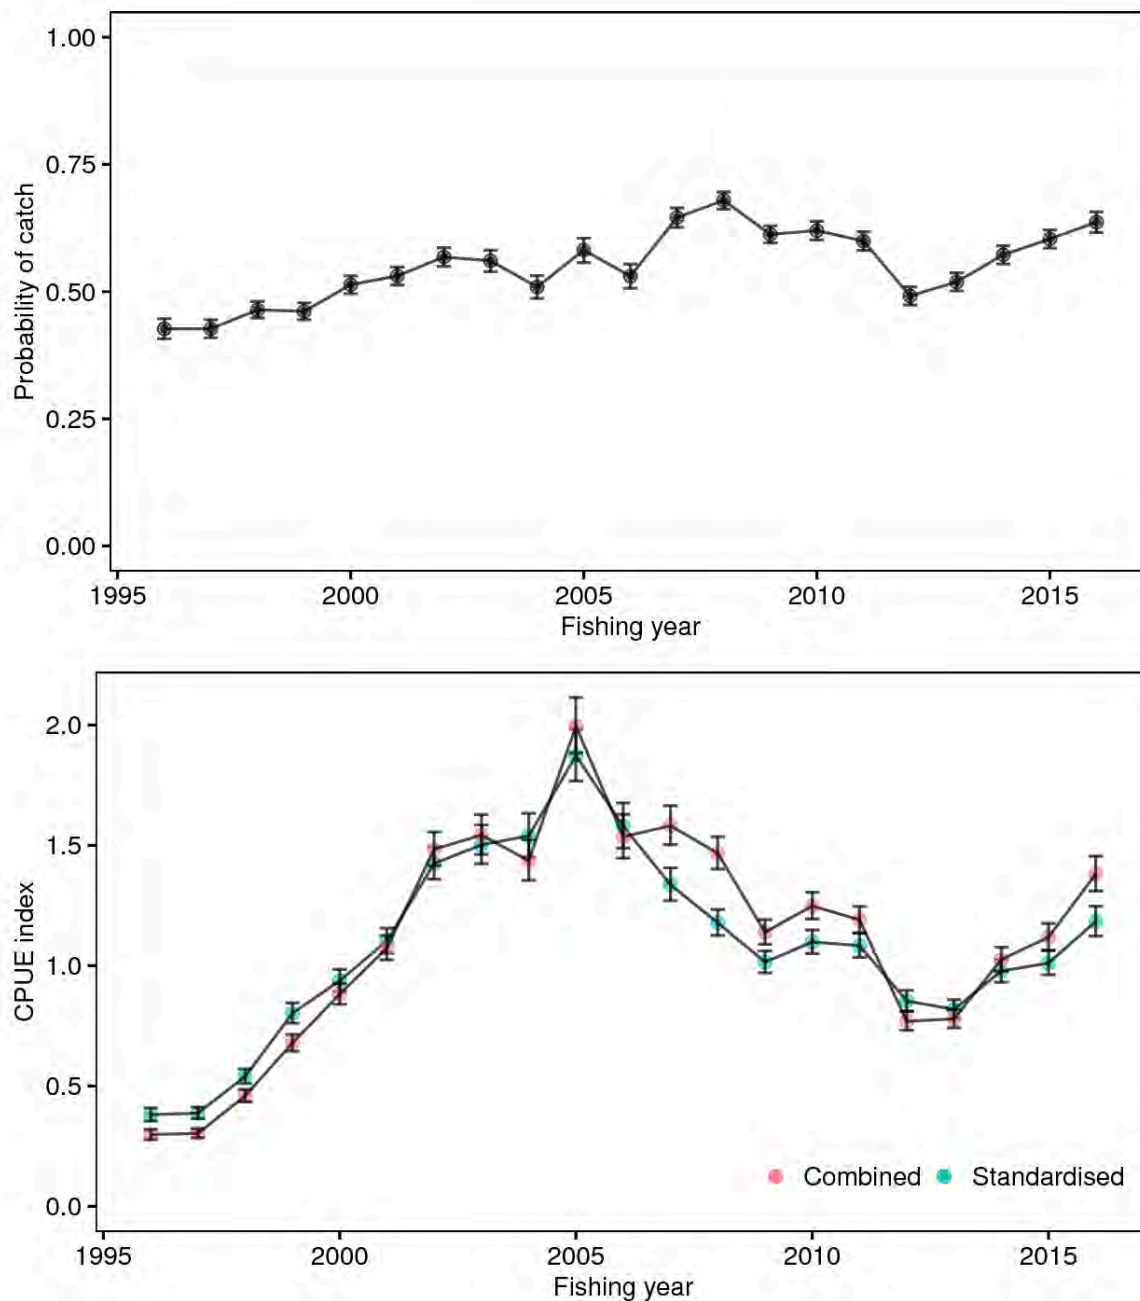 1.00
0.75
0.50
0.25
0.00
Probability of catch
1995 2000 2005 2010 2015
Fishing year
2.0
1.5
1.0
0.5
0.0
CPUE index
Combined Standardised
1995 2000 2005 2010 2015
Fishing year